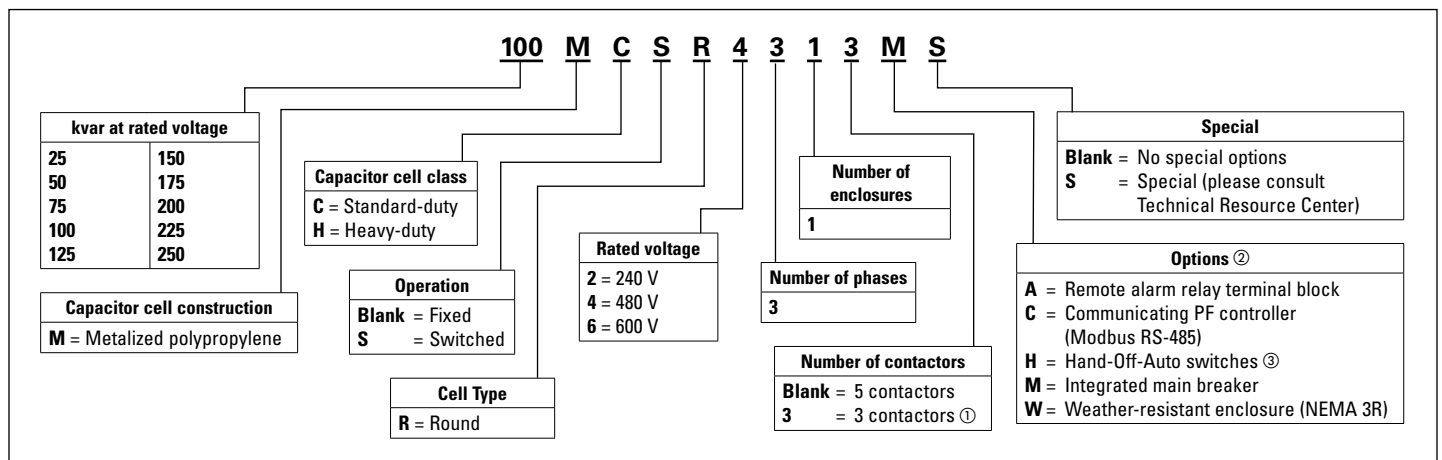 100 M C S R 4 3 1 3 M S
kvar at rated voltage
25 150
50 175
75 200
100 225
125 250
Capacitor cell construction
M = Metalized polypropylene
Capacitor cell class
C = Standard-duty
H = Heavy-duty
Operation
Blank = Fixed
S = Switched
Cell Type
R = Round
Rated voltage
2 = 240 V
4 = 480 V
6 = 600 V
Number of phases
3
Number of
enclosures
1
Number of contactors
Blank = 5 contactors
3 = 3 contactors ①
Special
Blank = No special options
S = Special (please consult
Technical Resource Center)
Options ②
A = Remote alarm relay terminal block
C = Communicating PF controller
(Modbus RS-485)
H = Hand-Off-Auto switches ③
M = Integrated main breaker
W = Weather-resistant enclosure (NEMA 3R)